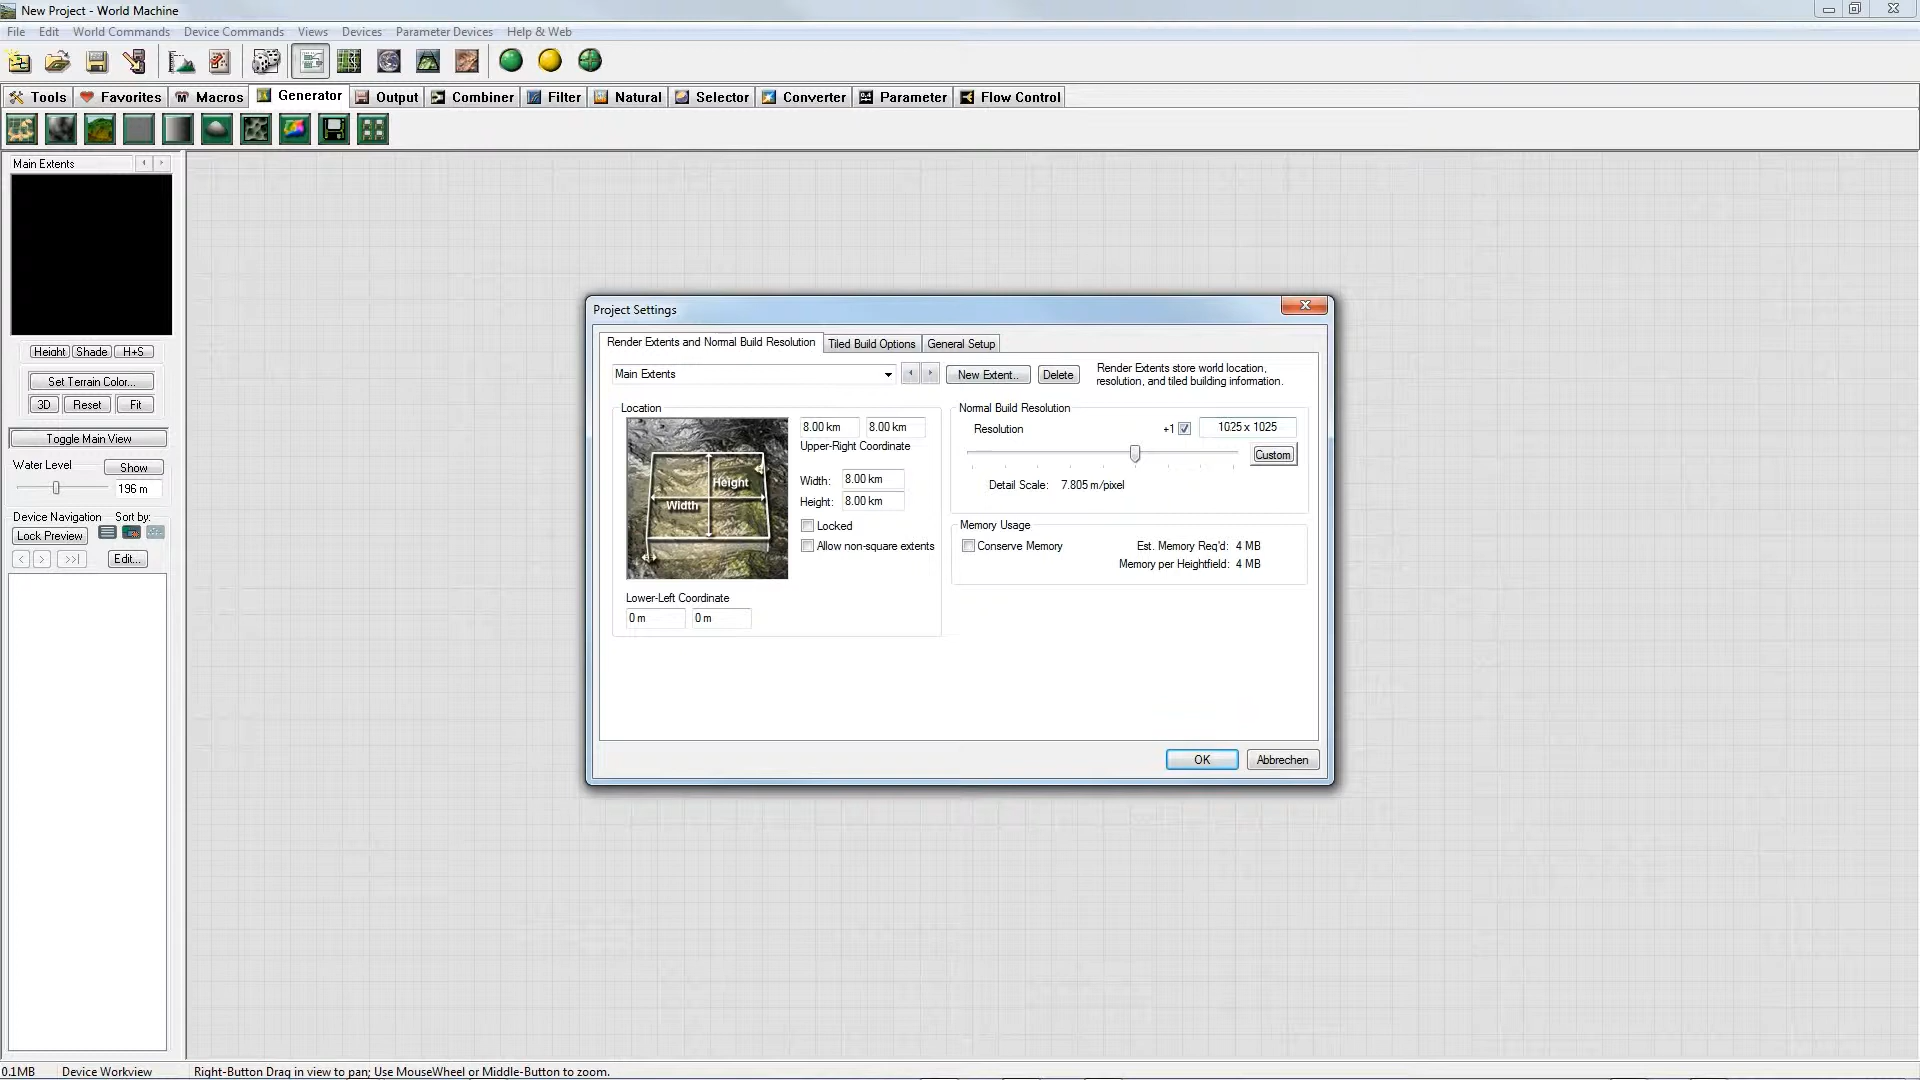 New Project - World Machine
File Edit World Commands Device Commands Views Devices Parameter Devices Help & Web
Tools Favorites Macros Generator Output Combiner Filter Natural Selector Converter Parameter Flow Control
Main Extents
Height Shade H+S
Set Terrain Color...
3D Reset Fit
Toggle Main View
Water Level Show
196 m
Device Navigation Sort by:
Lock Preview
< > >>| Edit...
Project Settings
Render Extents and Normal Build Resolution Tiled Build Options General Setup
Main Extents New Extent.. Delete
Render Extents store world location,
resolution, and tiled building information.
Location
8.00 km 8.00 km
Upper-Right Coordinate
Height
Width
Width: 8.00 km
Height: 8.00 km
Locked
Allow non-square extents
Lower-Left Coordinate
0 m 0 m
Normal Build Resolution
Resolution +1 1025 x 1025
Custom
Detail Scale: 7.805 m/pixel
Memory Usage
Conserve Memory Est. Memory Req'd: 4 MB
Memory per Heightfield: 4 MB
OK Abbrechen
0.1MB Device Workview Right-Button Drag in view to pan; Use MouseWheel or Middle-Button to zoom.